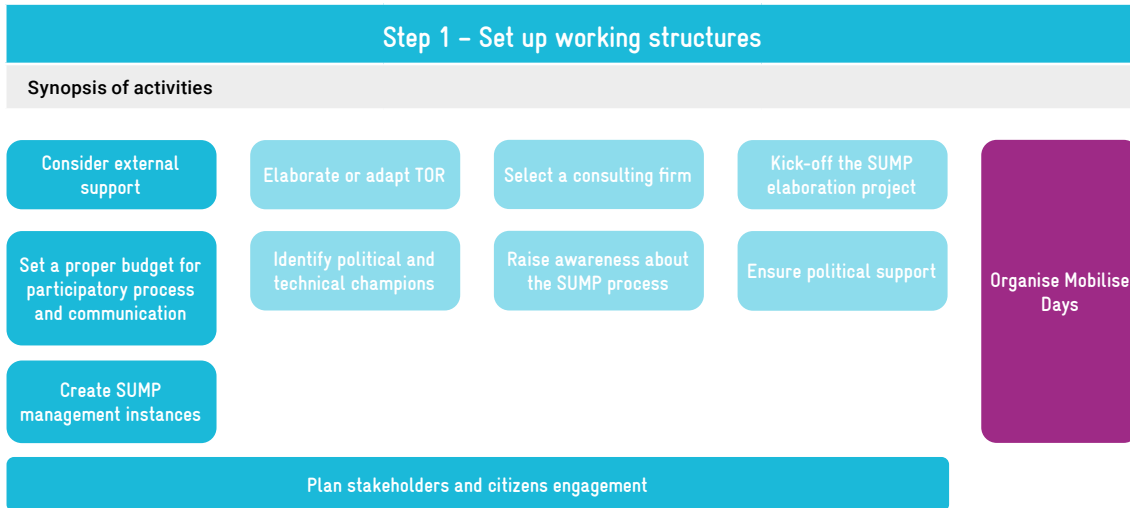 Step 1 – Set up working structures
Synopsis of activities
Consider external
support
Elaborate or adapt TOR
Select a consulting firm
Kick-off the SUMP
elaboration project
Set a proper budget for
participatory process
and communication
Identify political and
technical champions
Raise awareness about
the SUMP process
Ensure political support
Organise Mobilise
Days
Create SUMP
management instances
Plan stakeholders and citizens engagement